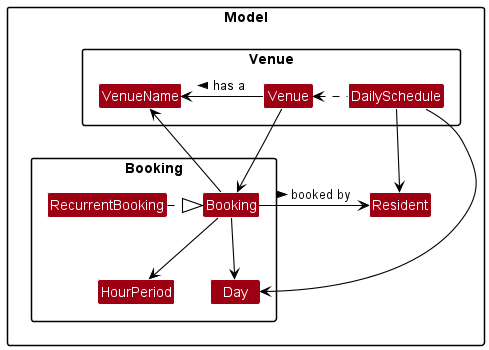 Model
Venue
VenueName
has a
Venue
DailySchedule
Booking
RecurrentBooking
Booking
booked by
Resident
HourPeriod
Day